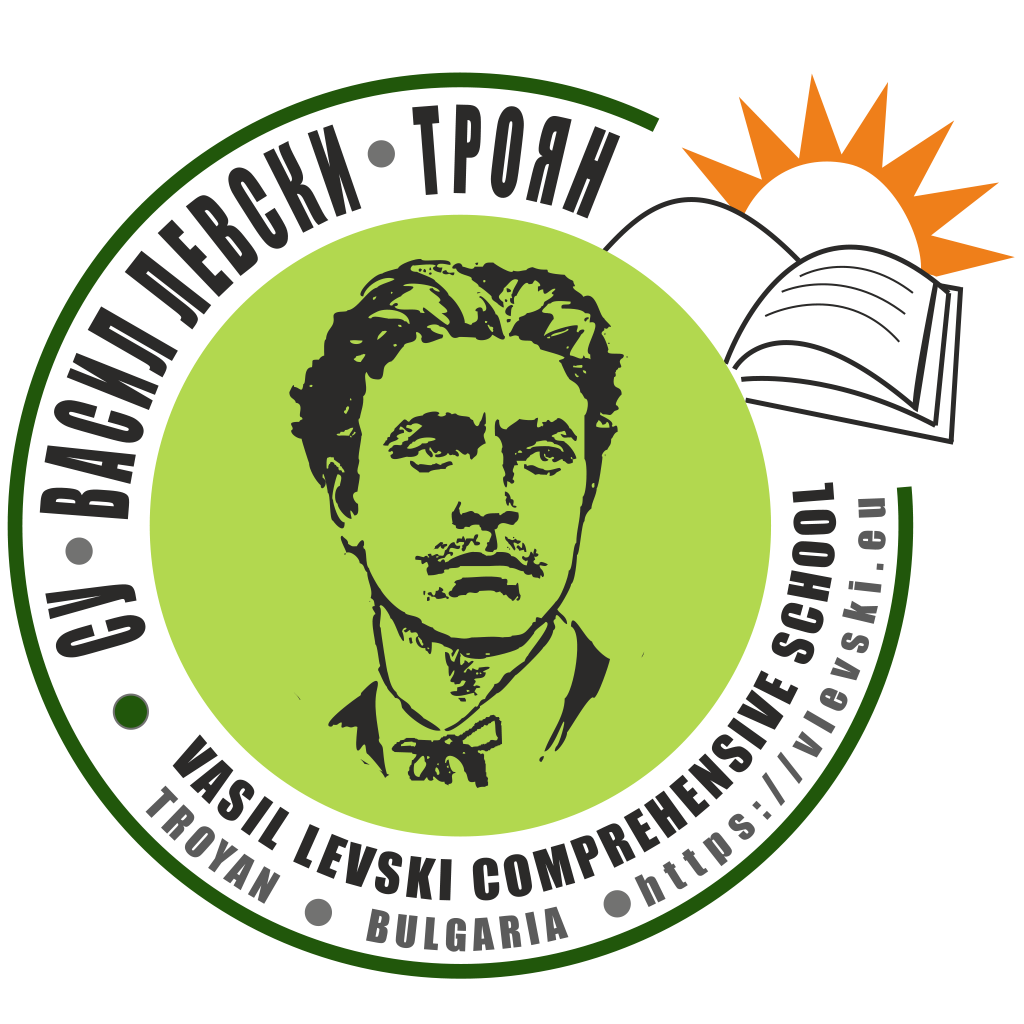 СУ • ВАСИЛ ЛЕВСКИ • ТРОЯН
VASIL LEVSKI COMPREHENSIVE SCHOOL
TROYAN • BULGARIA • https://vlevski.eu